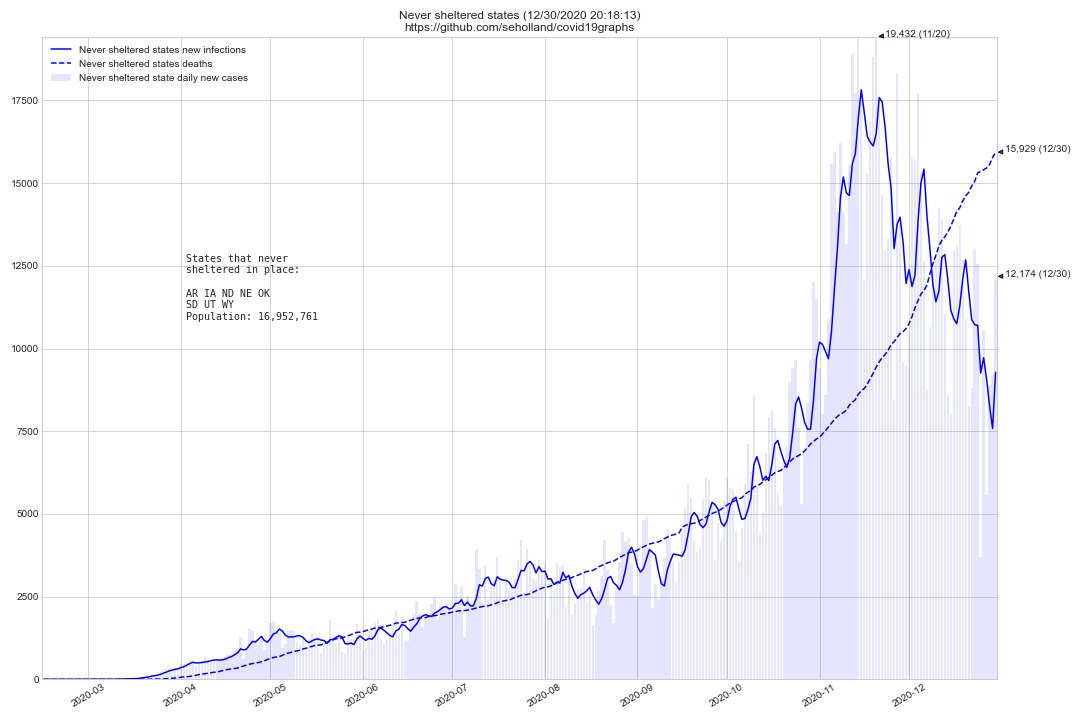 Never sheltered states (12/30/2020 20:18:13)
https://github.com/seholland/covid19graphs
19,432 (11/20)
Never sheltered states new infections
Never sheltered states deaths
Never sheltered state daily new cases
17500
15,929 (12/30)
15000
States that never
sheltered in place:
12500
12,174 (12/30)
AR IA ND NE OK
SD UT WY
Population: 16,952,761
10000
7500
5000
2500
0
2020-03
2020-04
2020-05
2020-06
2020-07
2020-08
2020-09
2020-10
2020-11
2020-12